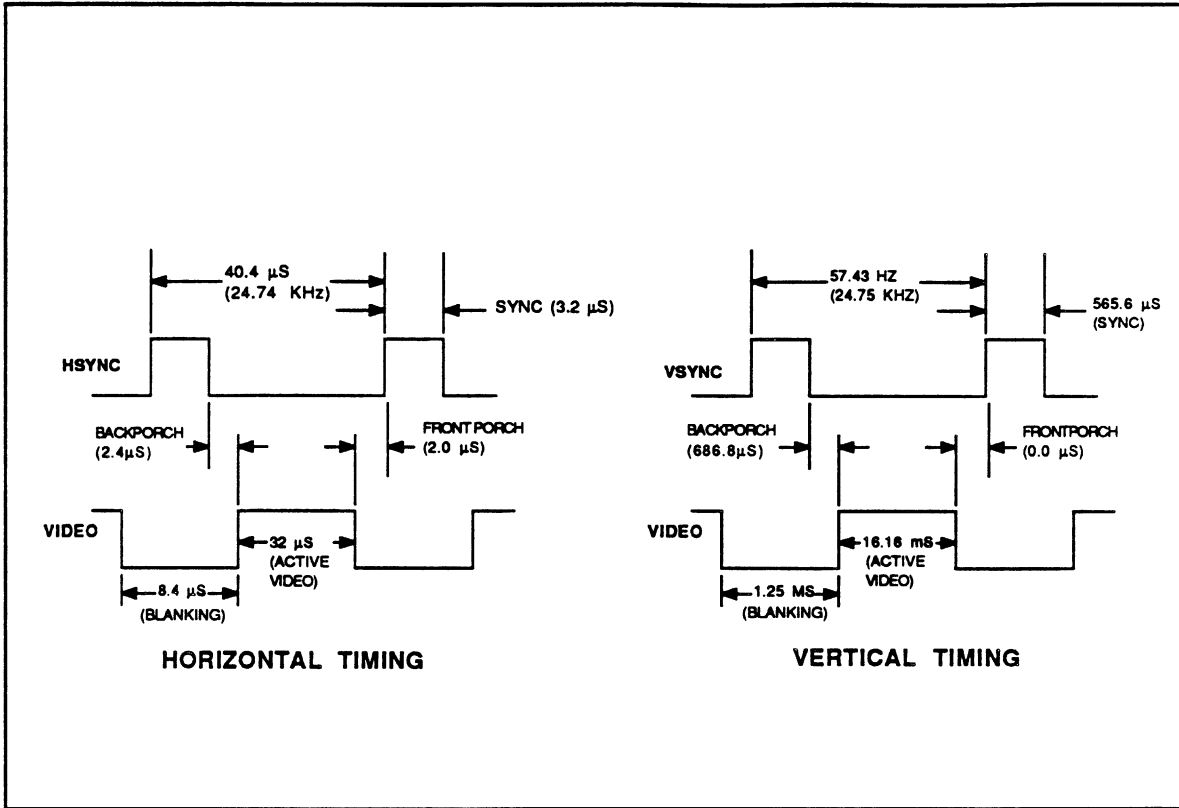 40.4 µS
(24.74 KHz)
SYNC (3.2 µS)
HSYNC
BACKPORCH
(2.4µS)
FRONT PORCH
(2.0 µS)
VIDEO
32 µS
(ACTIVE
VIDEO)
8.4 µS
(BLANKING)
HORIZONTAL TIMING
57.43 HZ
(24.75 KHZ)
565.6 µS
(SYNC)
VSYNC
BACKPORCH
(686.8µS)
FRONTPORCH
(0.0 µS)
VIDEO
16.16 mS
(ACTIVE
VIDEO)
1.25 MS
(BLANKING)
VERTICAL TIMING